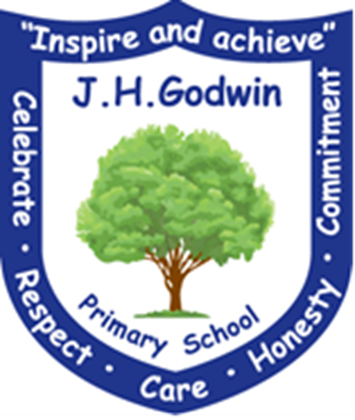 "Inspire and achieve"
J.H.Godwin
Primary School
Celebrate · Respect · Care · Honesty · Commitment